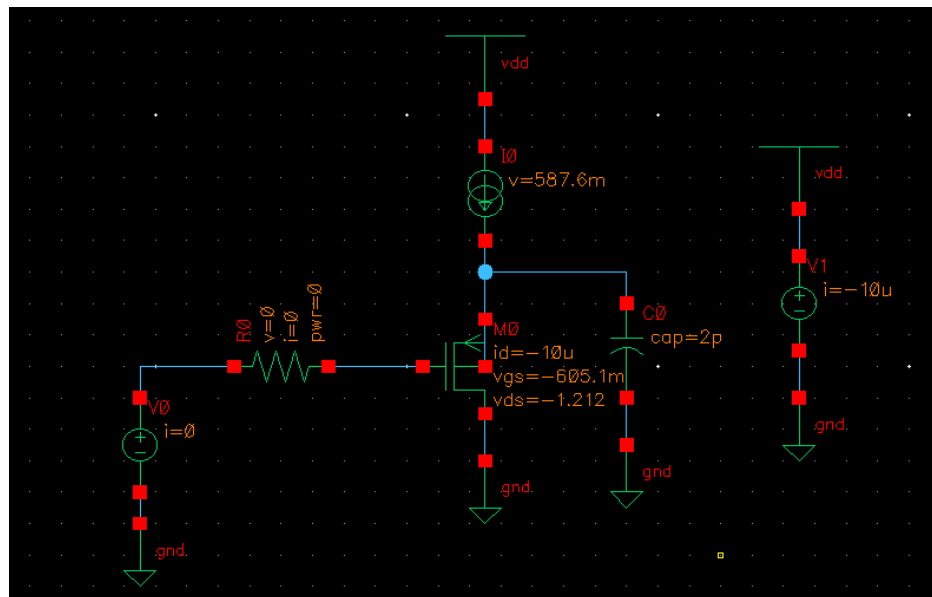 vdd
I0
v=587.6m
vdd
V1
i=-10u
R0
v=0
i=0
pwr=0
M0
id=-10u
vgs=-605.1m
vds=-1.212
C0
cap=2p
V0
i=0
gnd
gnd
gnd
gnd